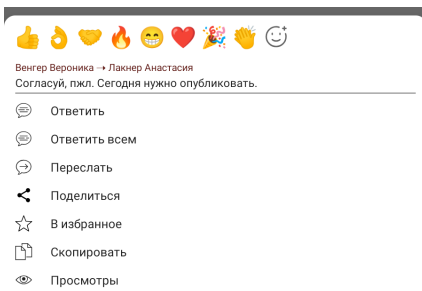 Венгер Вероника → Лакнер Анастасия
Согласуй, пжл. Сегодня нужно опубликовать.
Ответить
Ответить всем
Переслать
Поделиться
В избранное
Скопировать
Просмотры